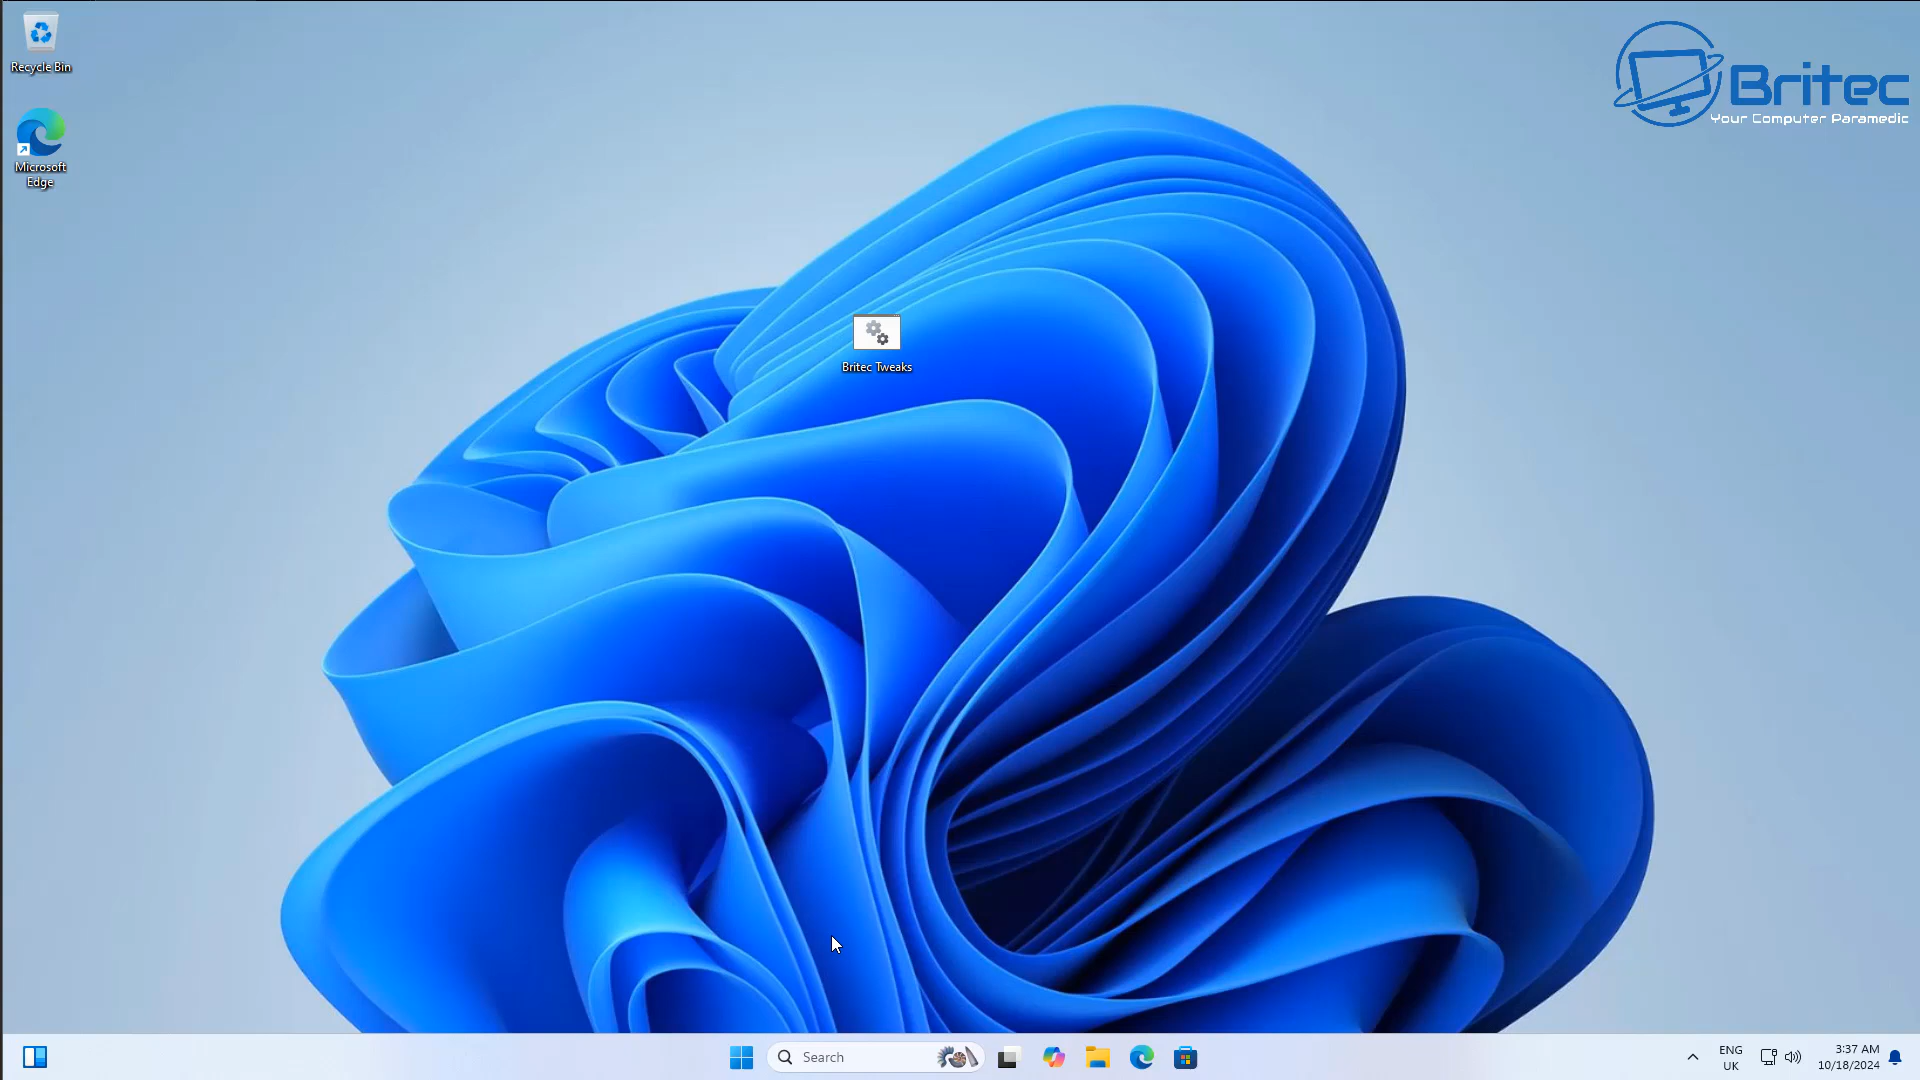 Recycle Bin
Britec
Your Computer Paramedic
Microsoft
Edge
Britec Tweaks
Search
ENG
UK
3:37 AM
10/18/2024